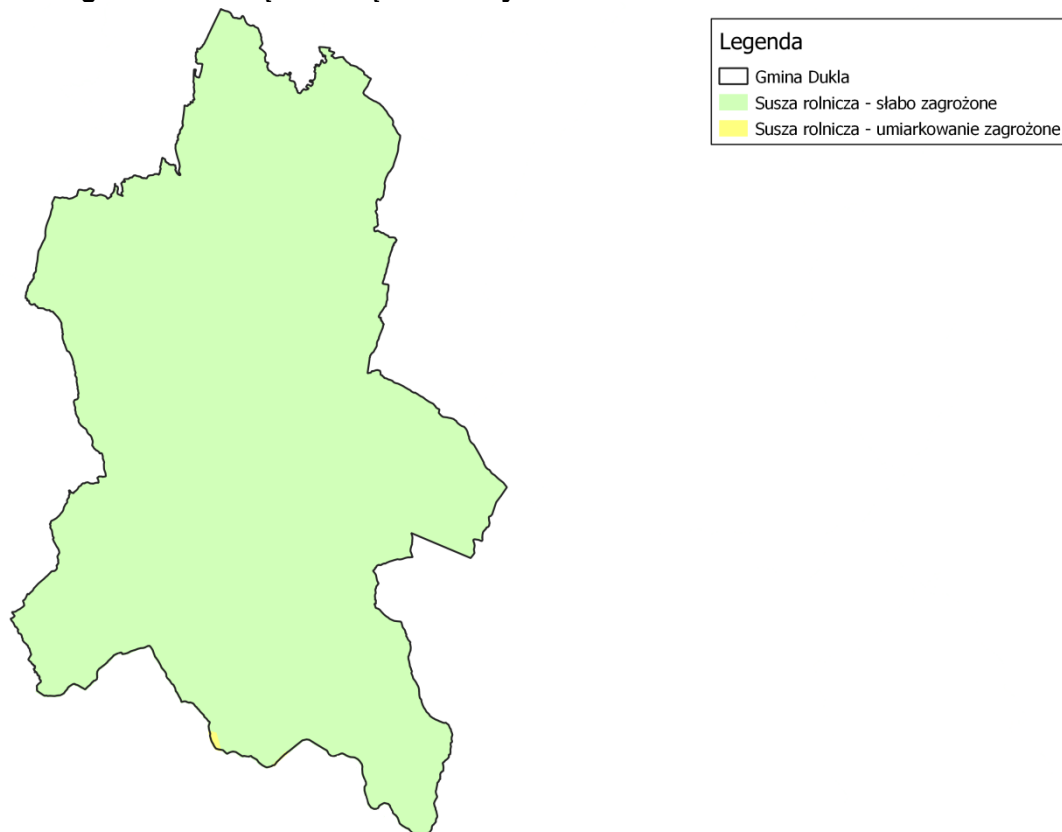 Legenda
Gmina Dukla
Susza rolnicza - słabo zagrożone
Susza rolnicza - umiarkowanie zagrożone